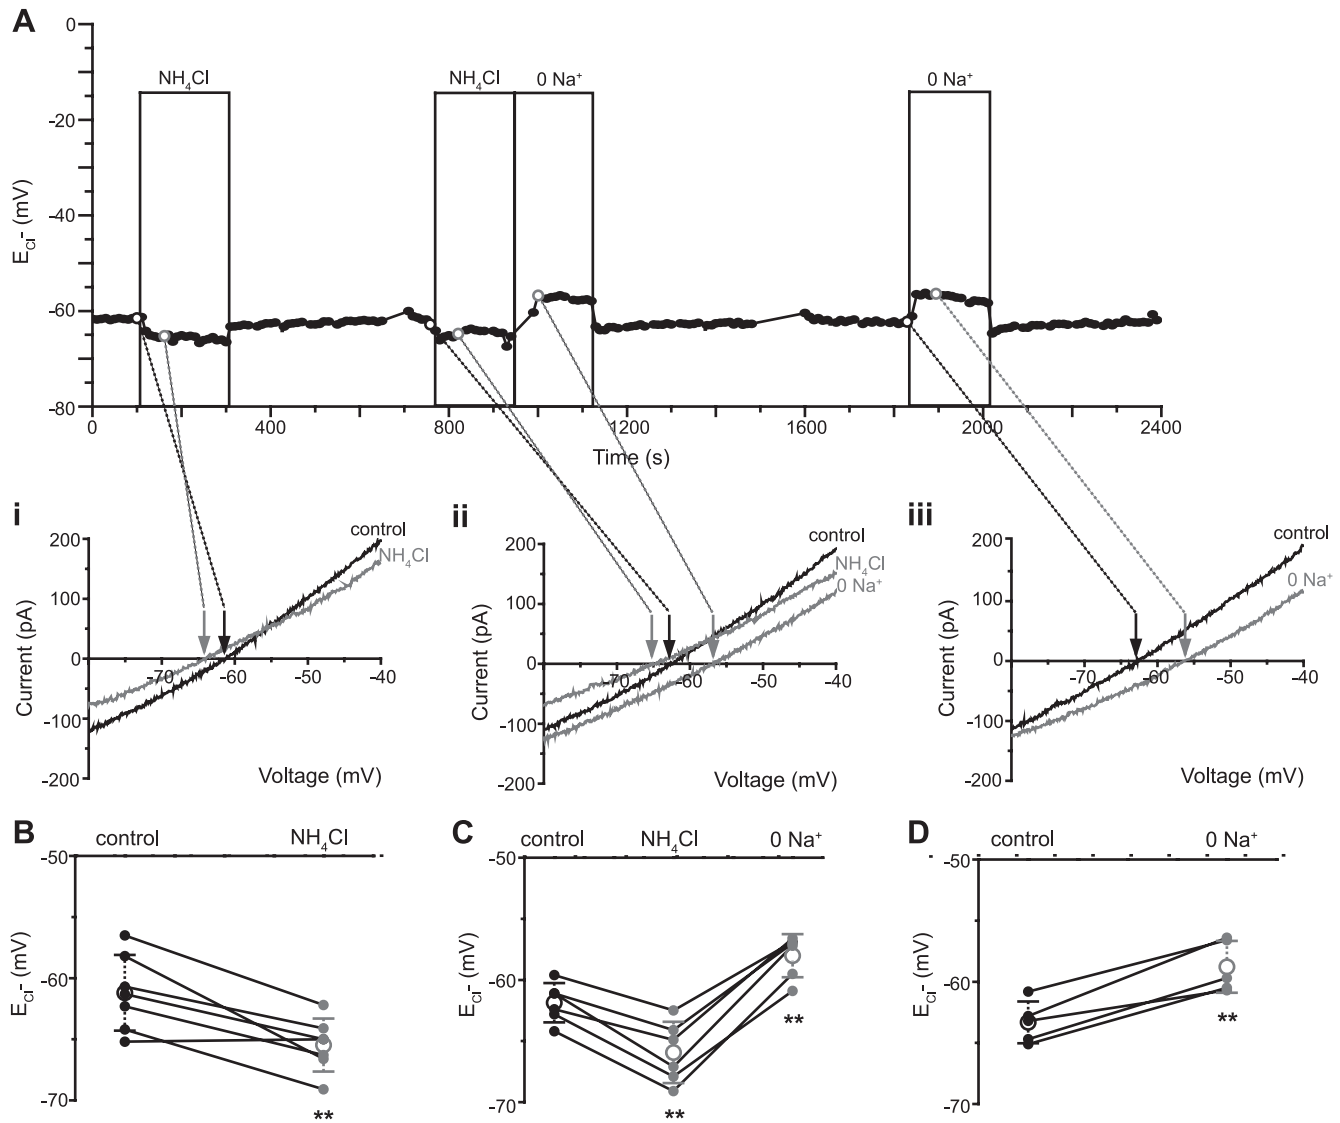 A
0
-20
-40
-60
-80
E_Cl⁻ (mV)
NH₄Cl
NH₄Cl
0 Na⁺
0 Na⁺
0 400 800 1200 1600 2000 2400
Time (s)
i
200
100
0
-100
-200
Current (pA)
-70 -60 -50 -40
Voltage (mV)
control
NH₄Cl
ii
200
100
0
-100
-200
Current (pA)
-70 -60 -50 -40
Voltage (mV)
control
NH₄Cl
0 Na⁺
iii
200
100
0
-100
-200
Current (pA)
-70 -60 -50 -40
Voltage (mV)
control
0 Na⁺
B
control NH₄Cl
-50
-60
-70
E_Cl⁻ (mV)
**
C
control NH₄Cl 0 Na⁺
-50
-60
-70
E_Cl⁻ (mV)
**
**
D
control 0 Na⁺
-50
-60
-70
E_Cl⁻ (mV)
**